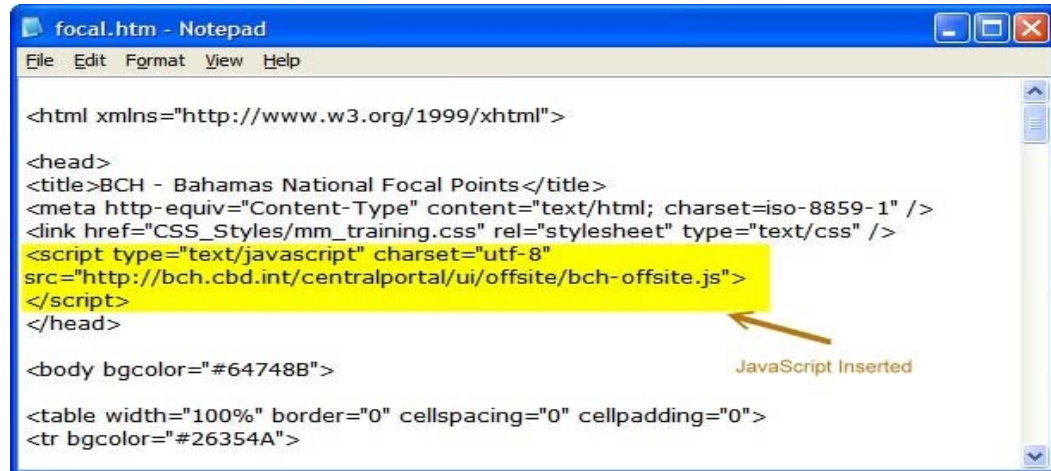 focal.htm - Notepad
File Edit Format View Help
<html xmlns="http://www.w3.org/1999/xhtml">
<head>
<title>BCH - Bahamas National Focal Points</title>
<meta http-equiv="Content-Type" content="text/html; charset=iso-8859-1" />
<link href="CSS_Styles/mm_training.css" rel="stylesheet" type="text/css" />
<script type="text/javascript" charset="utf-8"
src="http://bch.cbd.int/centralportal/ui/offsite/bch-offsite.js">
</script>
</head>
<body bgcolor="#64748B">
JavaScript Inserted
<table width="100%" border="0" cellspacing="0" cellpadding="0">
<tr bgcolor="#26354A">